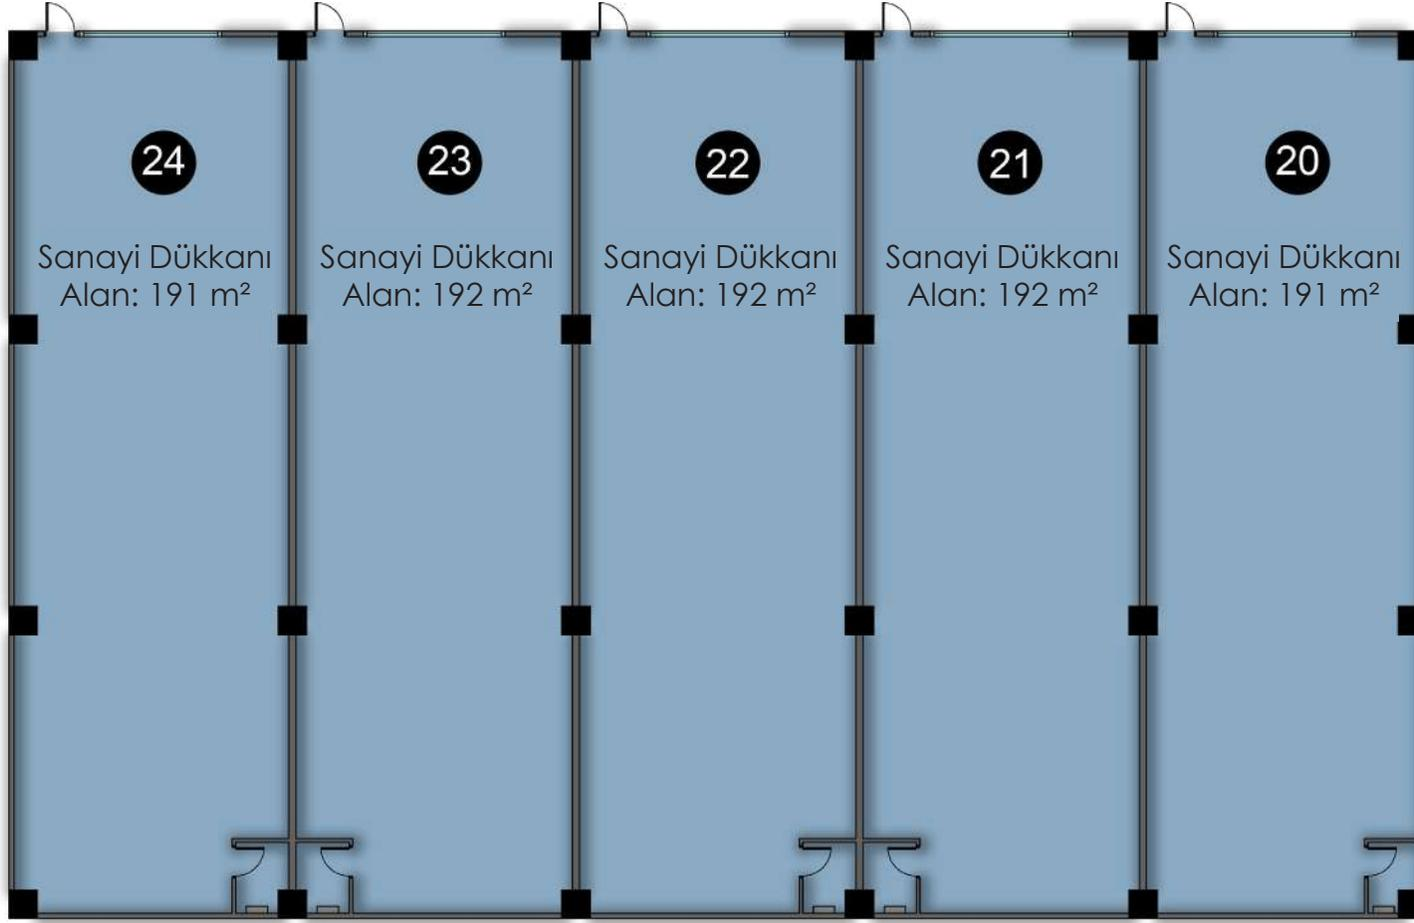 24
Sanayi Dükkanı
Alan: 191 m²
23
Sanayi Dükkanı
Alan: 192 m²
22
Sanayi Dükkanı
Alan: 192 m²
21
Sanayi Dükkanı
Alan: 192 m²
20
Sanayi Dükkanı
Alan: 191 m²